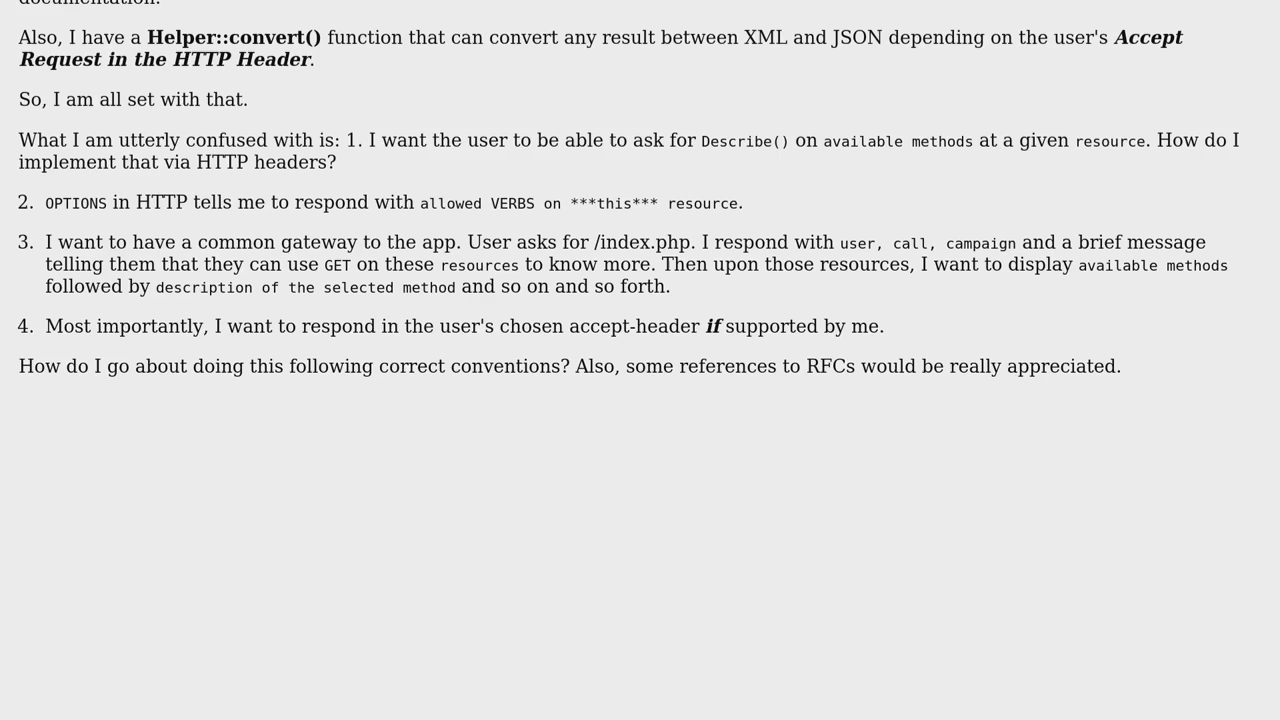 documentation.
Also, I have a Helper::convert() function that can convert any result between XML and JSON depending on the user's Accept
Request in the HTTP Header.
So, I am all set with that.
What I am utterly confused with is: 1. I want the user to be able to ask for Describe() on available methods at a given resource. How do I
implement that via HTTP headers?
2. OPTIONS in HTTP tells me to respond with allowed VERBS on ***this*** resource.
3. I want to have a common gateway to the app. User asks for /index.php. I respond with user, call, campaign and a brief message
telling them that they can use GET on these resources to know more. Then upon those resources, I want to display available methods
followed by description of the selected method and so on and so forth.
4. Most importantly, I want to respond in the user's chosen accept-header if supported by me.
How do I go about doing this following correct conventions? Also, some references to RFCs would be really appreciated.